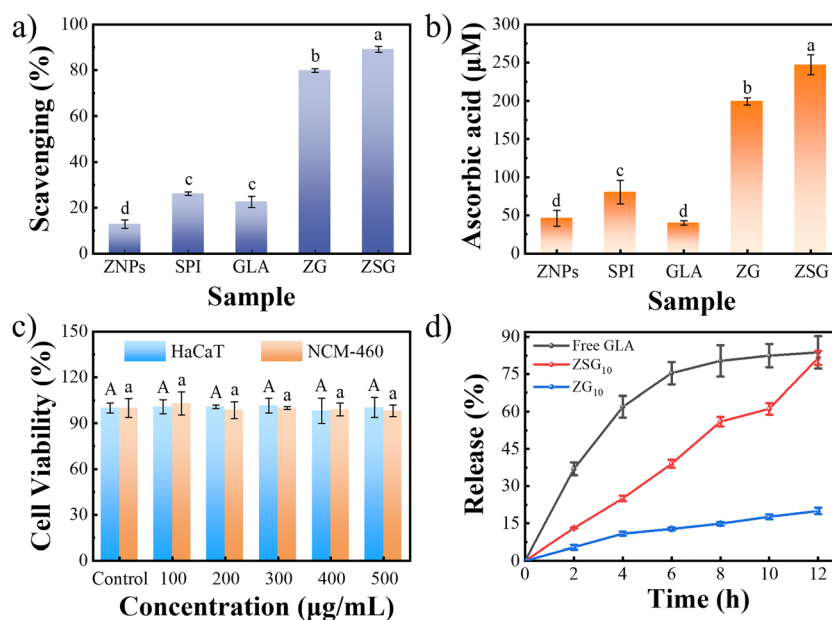 a)
Scavenging (%)
100
80
60
40
20
0
d
c
c
b
a
ZNPs SPI GLA ZG ZSG
Sample
b)
Ascorbic acid (μM)
300
250
200
150
100
50
0
d
c
d
b
a
ZNPs SPI GLA ZG ZSG
Sample
c)
Cell Viability (%)
150
120
90
60
30
0
HaCaT NCM-460
A a A a A a A a A a A a
Control 100 200 300 400 500
Concentration (μg/mL)
d)
Release (%)
90
75
60
45
30
15
0
Free GLA
ZSG₁₀
ZG₁₀
0 2 4 6 8 10 12
Time (h)